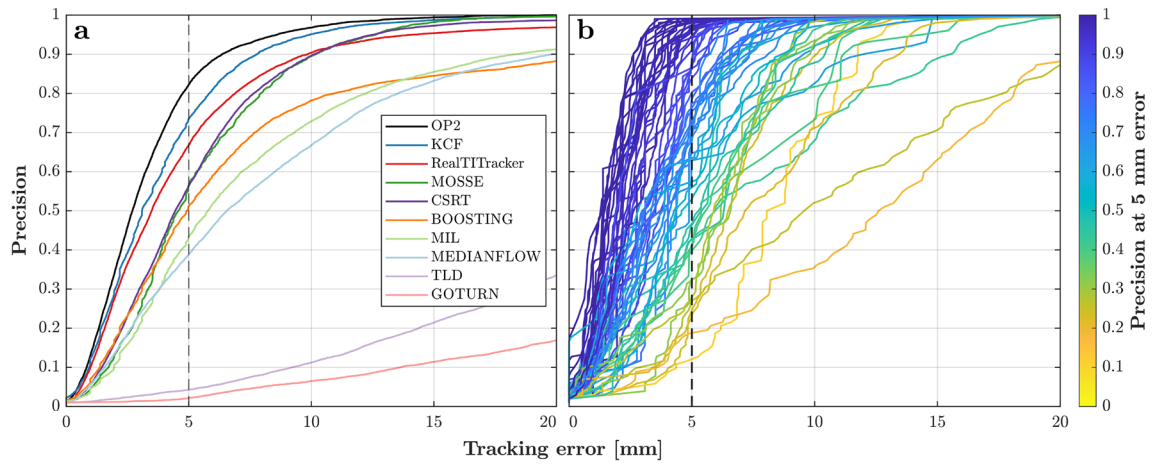 a
b
Precision
1
0.9
0.8
0.7
0.6
0.5
0.4
0.3
0.2
0.1
0
OP2
KCF
RealTITracker
MOSSE
CSRT
BOOSTING
MIL
MEDIANFLOW
TLD
GOTURN
0 5 10 15 20
0 5 10 15 20
Tracking error [mm]
1
0.9
0.8
0.7
0.6
0.5
0.4
0.3
0.2
0.1
0
Precision at 5 mm error